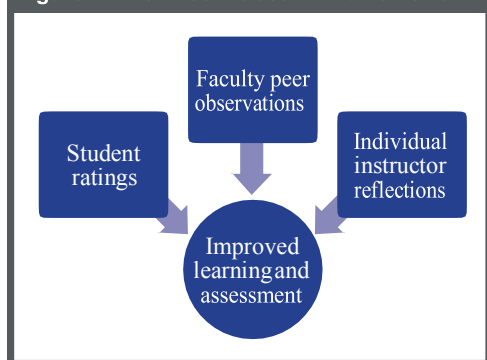 Faculty peer
observations
Student
ratings
Individual
instructor
reflections
Improved
learning and
assessment